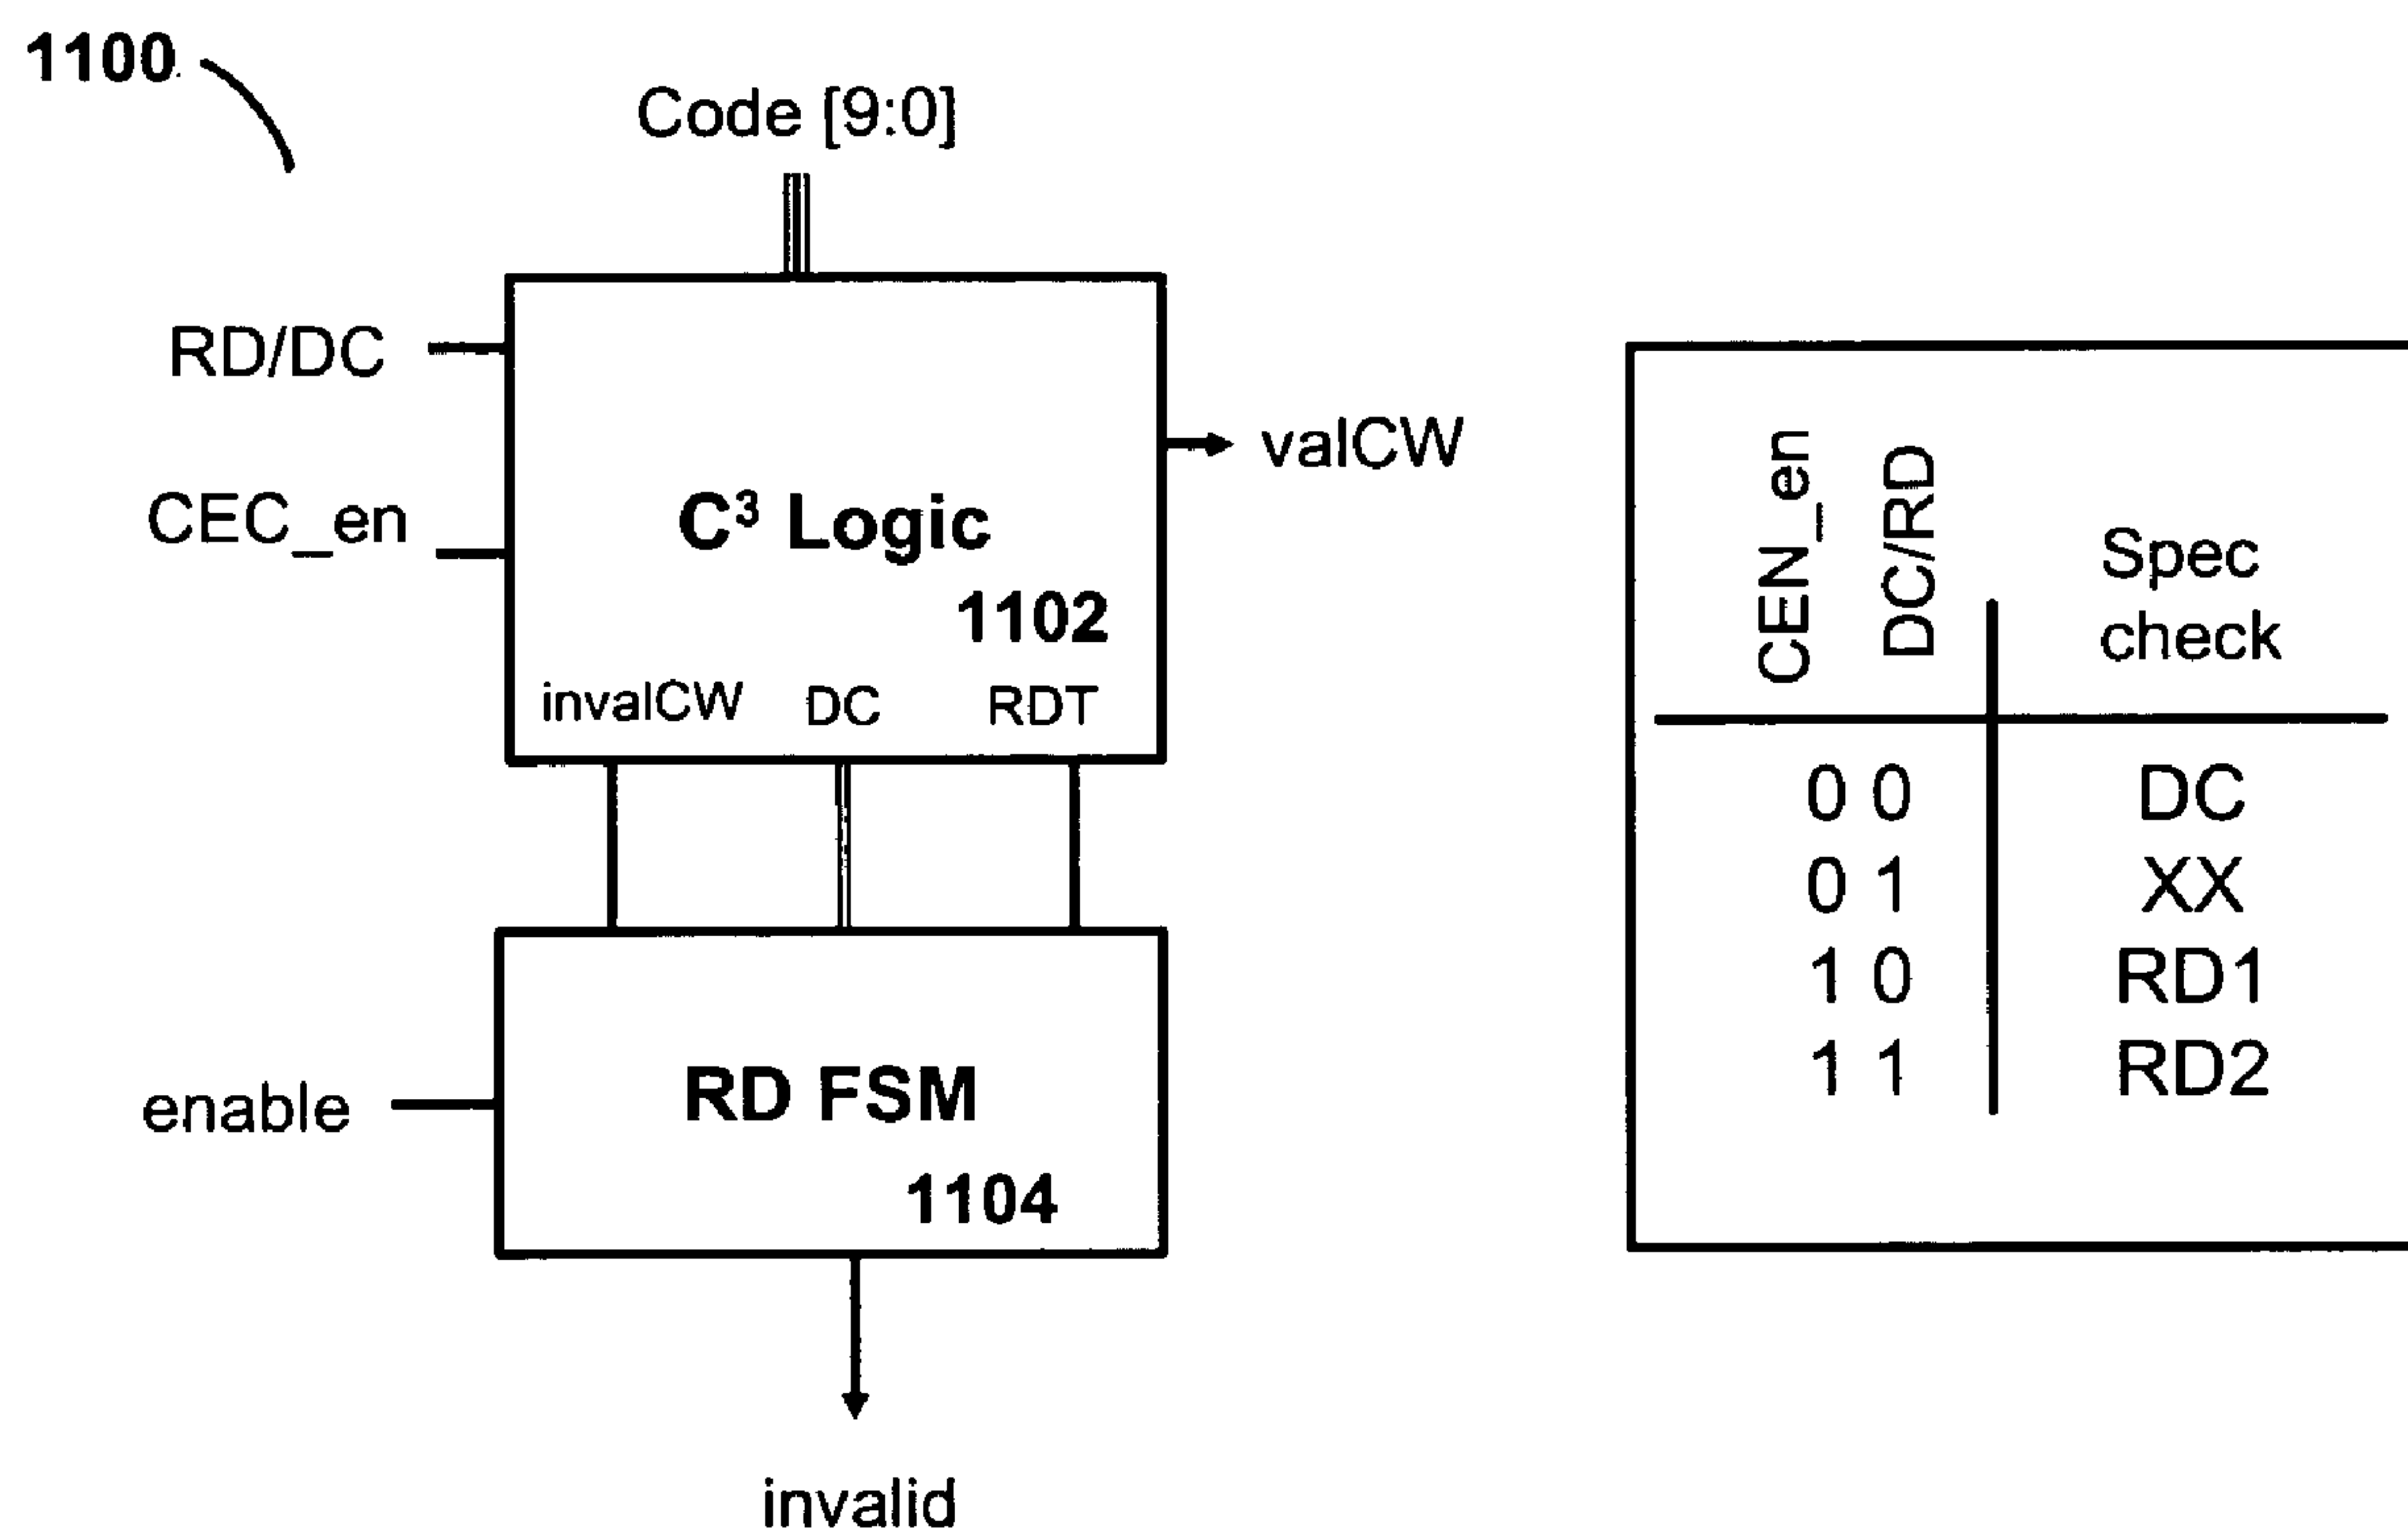 1100
Code [9:0]
RD/DC
CEC_en
C³ Logic
1102
valCW
invalCW DC RDT
enable
RD FSM
1104
invalid
CEN_en
DC/RD
Spec
check
0 0 DC
0 1 XX
1 0 RD1
1 1 RD2